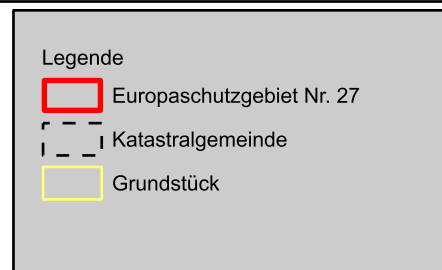 Legende
Europaschutzgebiet Nr. 27
Katastralgemeinde
Grundstück